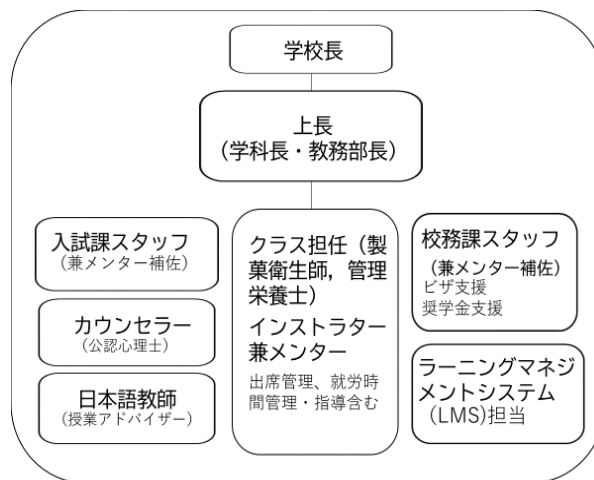 学校長
上長
（学科長・教務部長）
入試課スタッフ
（兼メンター補佐）
カウンセラー
（公認心理士）
日本語教師
（授業アドバイザー）
クラス担任（製
菓衛生師，管理
栄養士）
インストラター
兼メンター
出席管理、就労時
間管理・指導含む
校務課スタッフ
（兼メンター補佐）
ビザ支援
奨学金支援
ラーニングマネジ
メントシステム
(LMS)担当